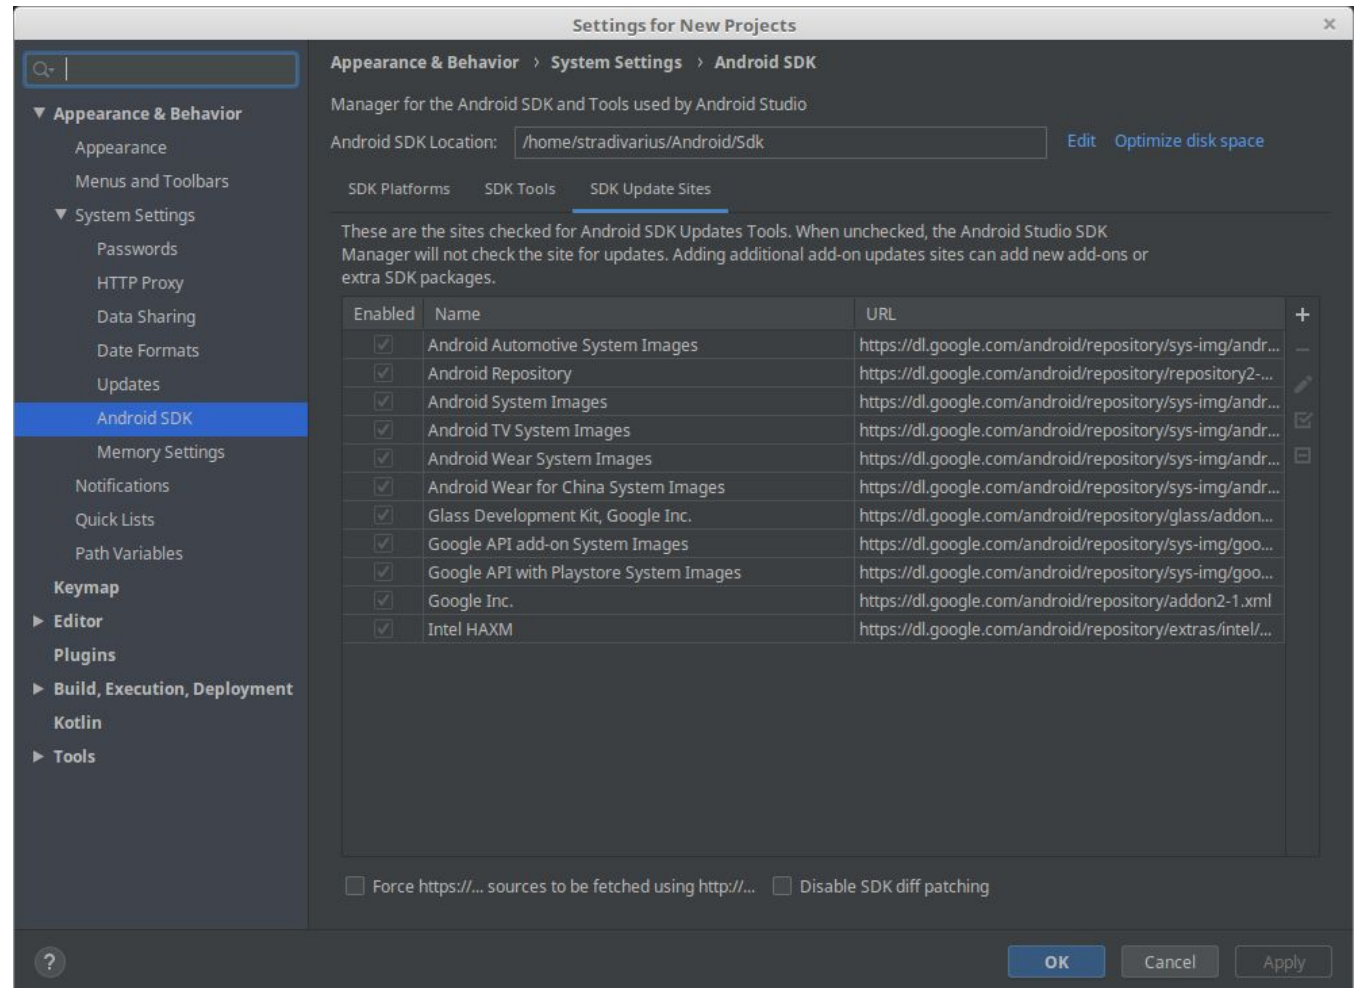 Settings for New Projects
Appearance & Behavior
Appearance
Menus and Toolbars
System Settings
Passwords
HTTP Proxy
Data Sharing
Date Formats
Updates
Android SDK
Memory Settings
Notifications
Quick Lists
Path Variables
Keymap
Editor
Plugins
Build, Execution, Deployment
Kotlin
Tools
Appearance & Behavior › System Settings › Android SDK
Manager for the Android SDK and Tools used by Android Studio
Android SDK Location: /home/stradivarius/Android/Sdk Edit Optimize disk space
SDK Platforms SDK Tools SDK Update Sites
These are the sites checked for Android SDK Updates Tools. When unchecked, the Android Studio SDK
Manager will not check the site for updates. Adding additional add-on updates sites can add new add-ons or
extra SDK packages.
Enabled Name URL
Android Automotive System Images https://dl.google.com/android/repository/sys-img/andr...
Android Repository https://dl.google.com/android/repository/repository2-...
Android System Images https://dl.google.com/android/repository/sys-img/andr...
Android TV System Images https://dl.google.com/android/repository/sys-img/andr...
Android Wear System Images https://dl.google.com/android/repository/sys-img/andr...
Android Wear for China System Images https://dl.google.com/android/repository/sys-img/andr...
Glass Development Kit, Google Inc. https://dl.google.com/android/repository/glass/addon...
Google API add-on System Images https://dl.google.com/android/repository/sys-img/goo...
Google API with Playstore System Images https://dl.google.com/android/repository/sys-img/goo...
Google Inc. https://dl.google.com/android/repository/addon2-1.xml
Intel HAXM https://dl.google.com/android/repository/extras/intel/...
Force https://... sources to be fetched using http://... Disable SDK diff patching
? OK Cancel Apply